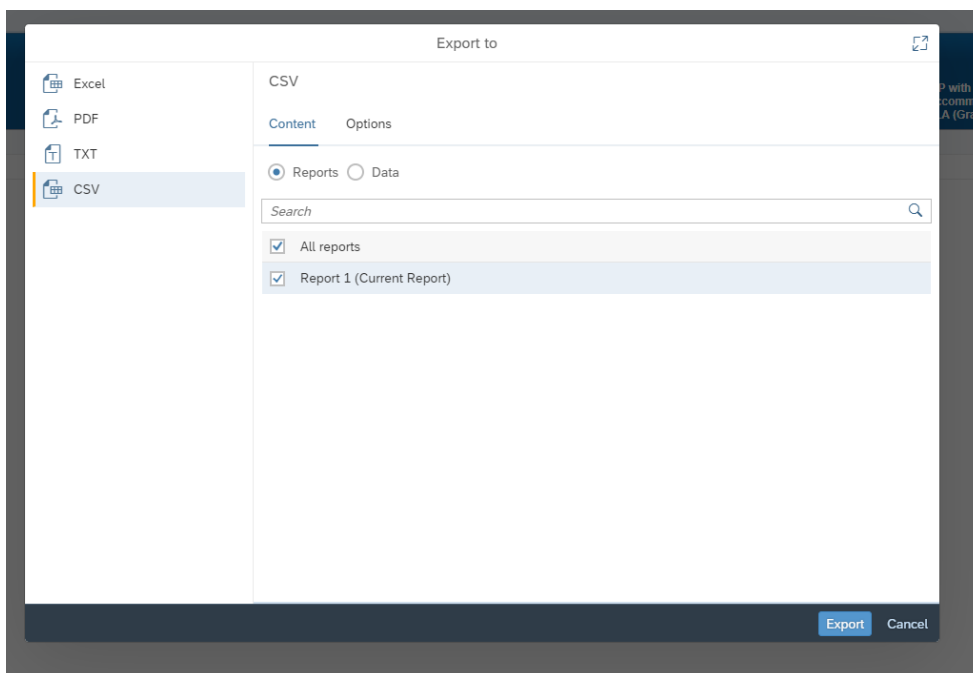 Export to
Excel
PDF
TXT
CSV
CSV
Content Options
Reports Data
Search
All reports
Report 1 (Current Report)
Export Cancel
with